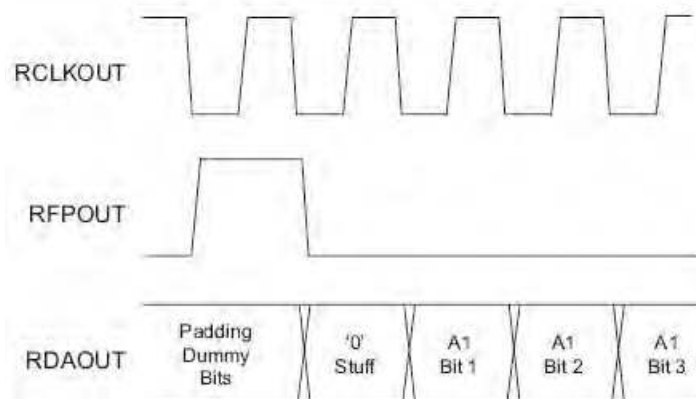 RCLKOUT
RFPOUT
RDAOUT
Padding
Dummy
Bits
'0'
Stuff
A1
Bit 1
A1
Bit 2
A1
Bit 3